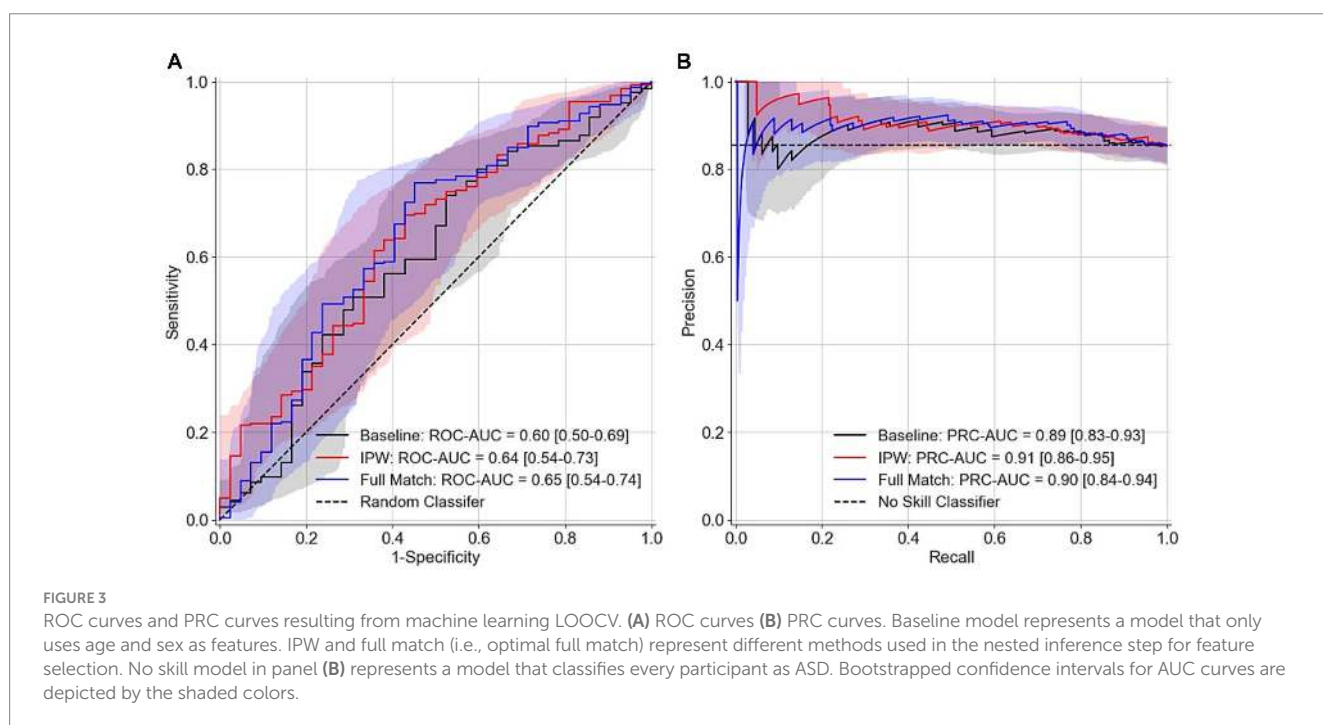 A
1.0
0.8
0.6
0.4
0.2
0.0
Sensitivity
0.0 0.2 0.4 0.6 0.8 1.0
1-Specificity
Baseline: ROC-AUC = 0.60 [0.50-0.69]
IPW: ROC-AUC = 0.64 [0.54-0.73]
Full Match: ROC-AUC = 0.65 [0.54-0.74]
Random Classifer
B
1.0
0.8
0.6
0.4
0.2
0.0
Precision
0.0 0.2 0.4 0.6 0.8 1.0
Recall
Baseline: PRC-AUC = 0.89 [0.83-0.93]
IPW: PRC-AUC = 0.91 [0.86-0.95]
Full Match: PRC-AUC = 0.90 [0.84-0.94]
No Skill Classifier
FIGURE 3
ROC curves and PRC curves resulting from machine learning LOOCV. (A) ROC curves (B) PRC curves. Baseline model represents a model that only
uses age and sex as features. IPW and full match (i.e., optimal full match) represent different methods used in the nested inference step for feature
selection. No skill model in panel (B) represents a model that classifies every participant as ASD. Bootstrapped confidence intervals for AUC curves are
depicted by the shaded colors.